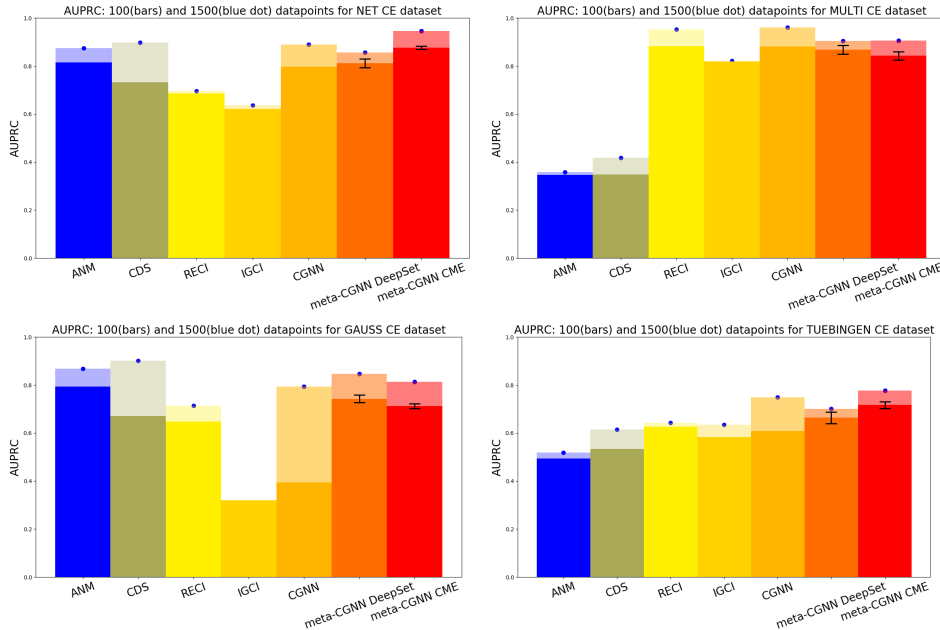 AUPRC: 100(bars) and 1500(blue dot) datapoints for NET CE dataset
1.0
0.8
0.6
0.4
0.2
0.0
AUPRC
ANM
CDS
RECI
IGCI
CGNN
meta-CGNN DeepSet
meta-CGNN CME
AUPRC: 100(bars) and 1500(blue dot) datapoints for MULTI CE dataset
1.0
0.8
0.6
0.4
0.2
0.0
AUPRC
ANM
CDS
RECI
IGCI
CGNN
meta-CGNN DeepSet
meta-CGNN CME
AUPRC: 100(bars) and 1500(blue dot) datapoints for GAUSS CE dataset
1.0
0.8
0.6
0.4
0.2
0.0
AUPRC
ANM
CDS
RECI
IGCI
CGNN
meta-CGNN DeepSet
meta-CGNN CME
AUPRC: 100(bars) and 1500(blue dot) datapoints for TUEBINGEN CE dataset
1.0
0.8
0.6
0.4
0.2
0.0
AUPRC
ANM
CDS
RECI
IGCI
CGNN
meta-CGNN DeepSet
meta-CGNN CME